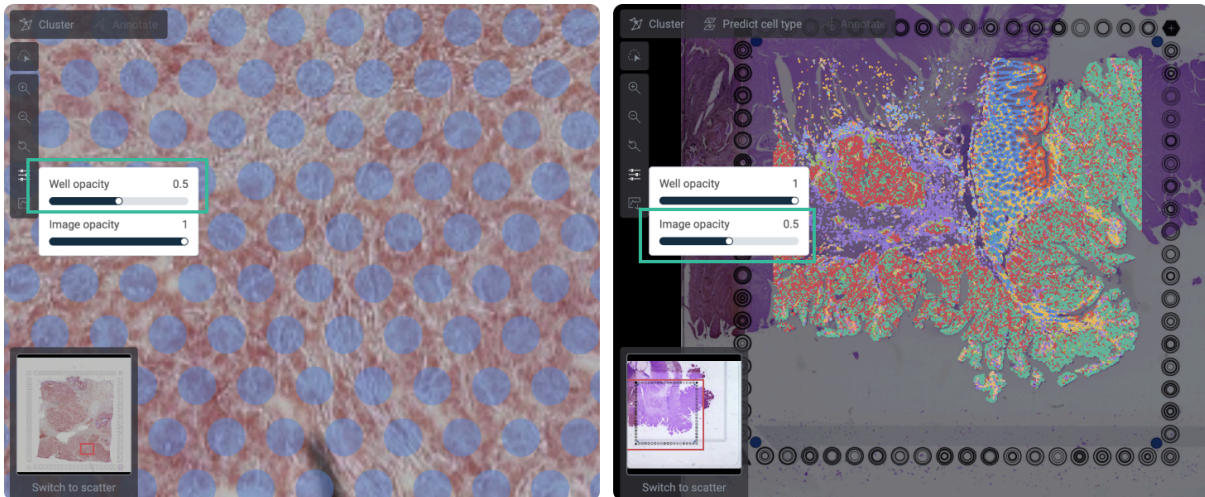 Cluster Annotate
Well opacity 0.5
Image opacity 1
Switch to scatter
Cluster Predict cell type Annotate
Well opacity 1
Image opacity 0.5
Switch to scatter